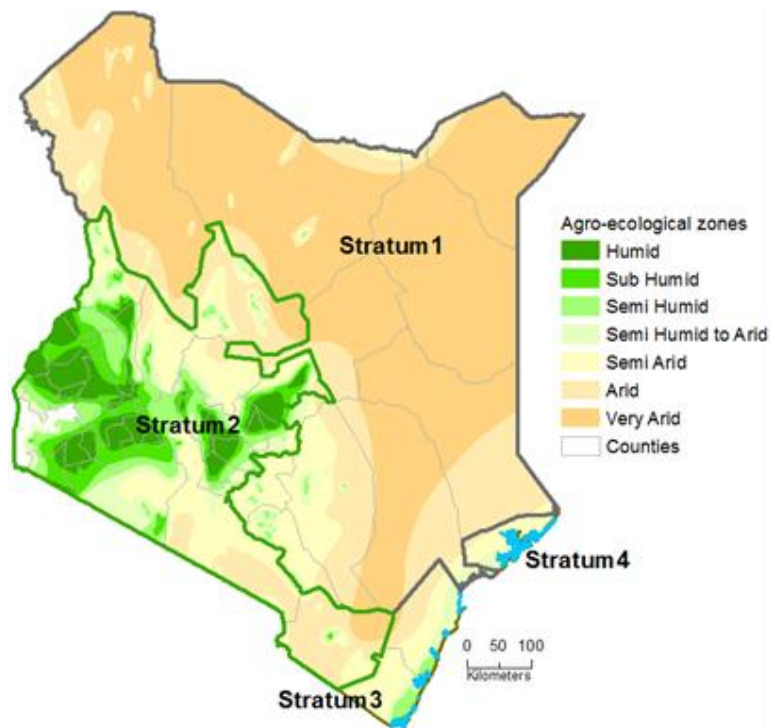 Stratum 1
Agro-ecological zones
Humid
Sub Humid
Semi Humid
Semi Humid to Arid
Semi Arid
Arid
Very Arid
Counties
Stratum 2
Stratum 4
0 50 100
Kilometers
Stratum 3